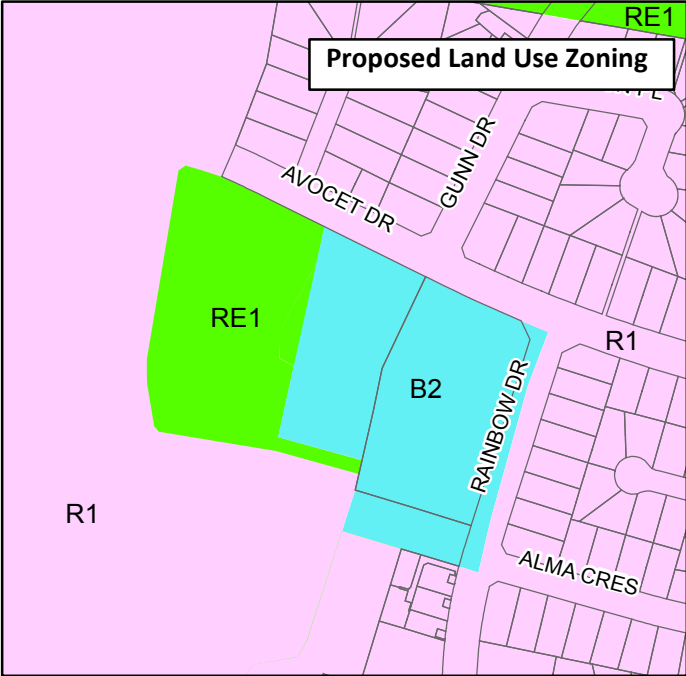 RE1
Proposed Land Use Zoning
GUNN DR
AVOCET DR
RE1
R1
B2
RAINBOW DR
R1
ALMA CRES